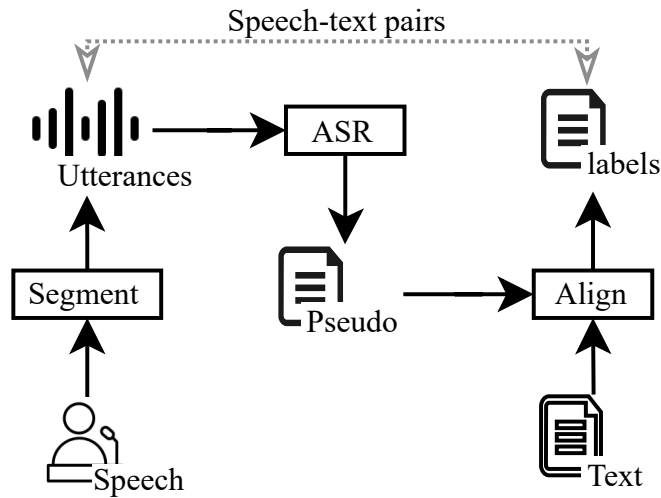 Speech-text pairs
Utterances
ASR
labels
Segment
Pseudo
Align
Speech
Text